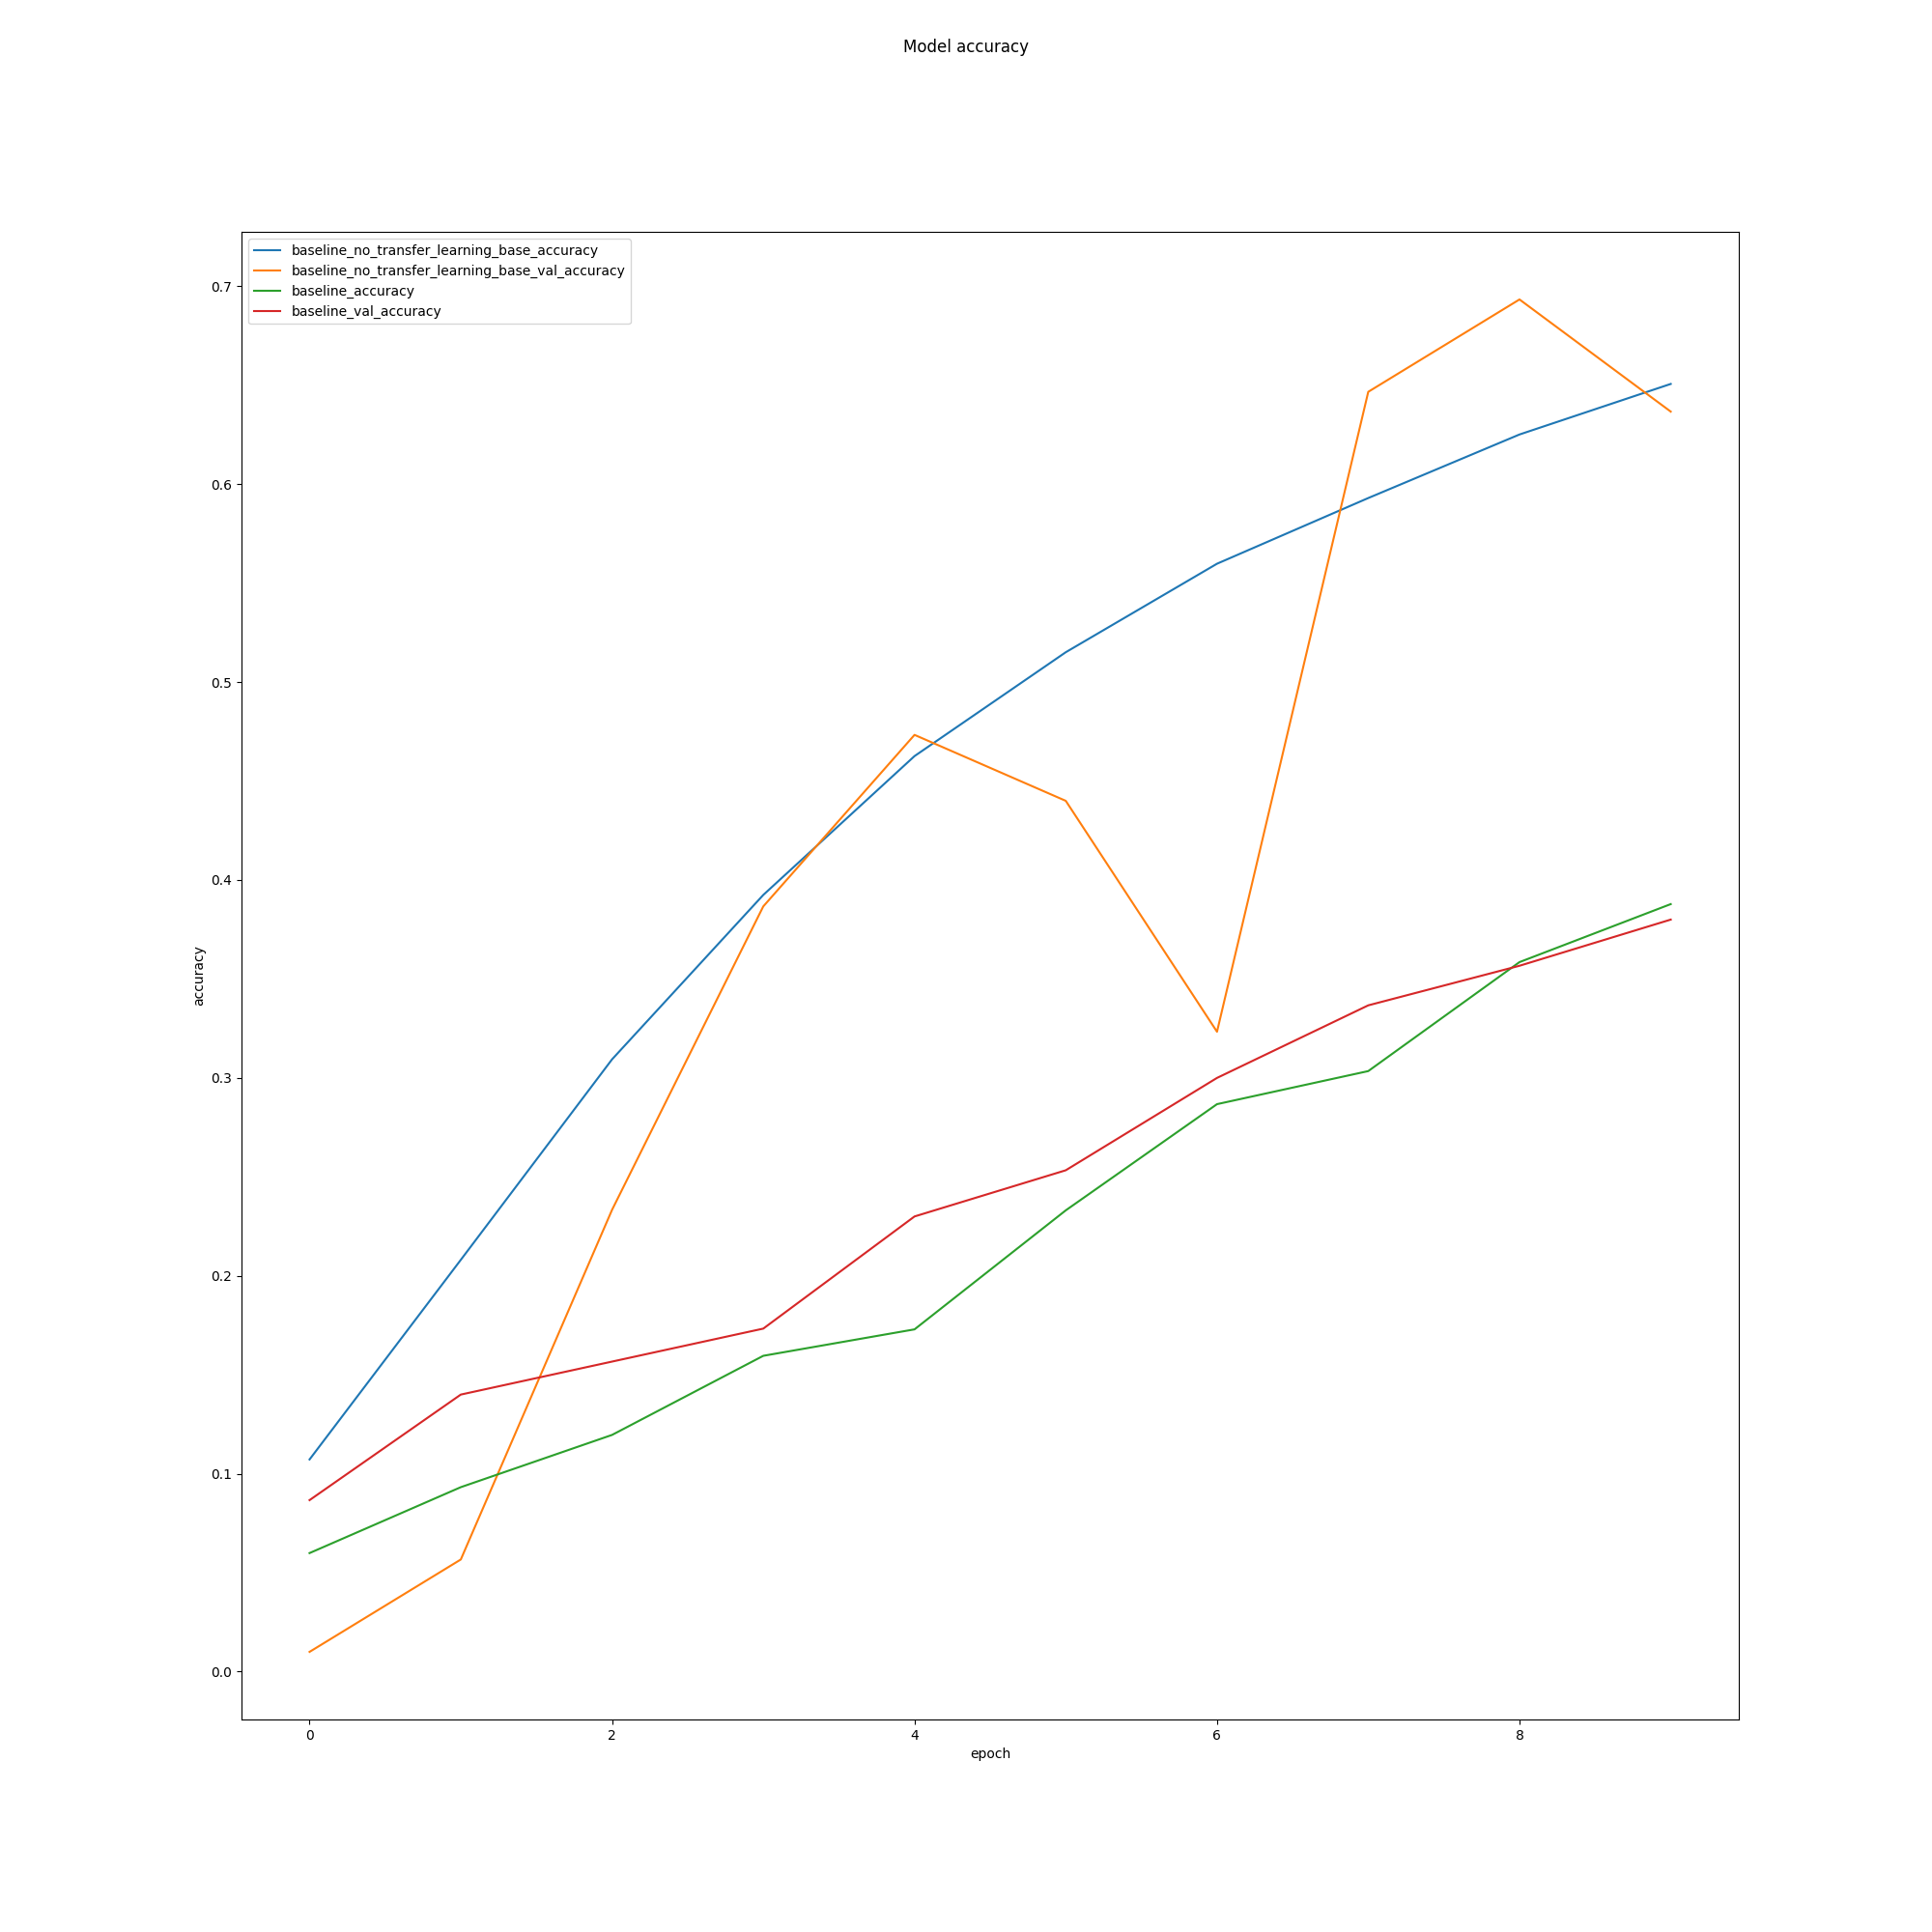 Model accuracy
baseline_no_transfer_learning_base_accuracy
baseline_no_transfer_learning_base_val_accuracy
baseline_accuracy
baseline_val_accuracy
0.7
0.6
0.5
0.4
0.3
0.2
0.1
0.0
accuracy
0 2 4 6 8
epoch